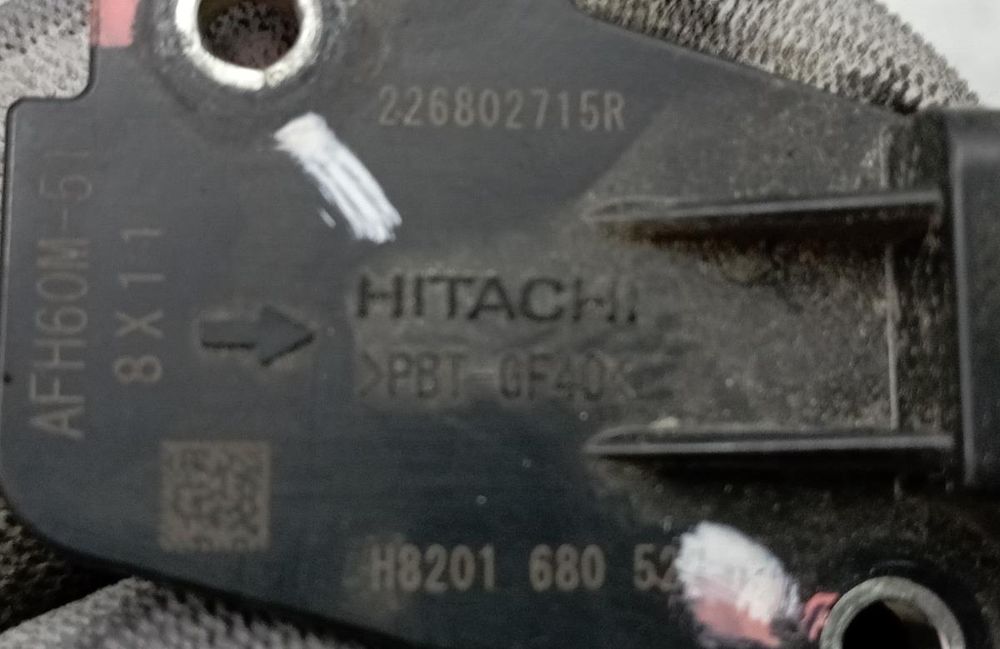 226802715R
AFH60M-51
8X11
HITACHI
>PBT-GF40<
H8201 680 52